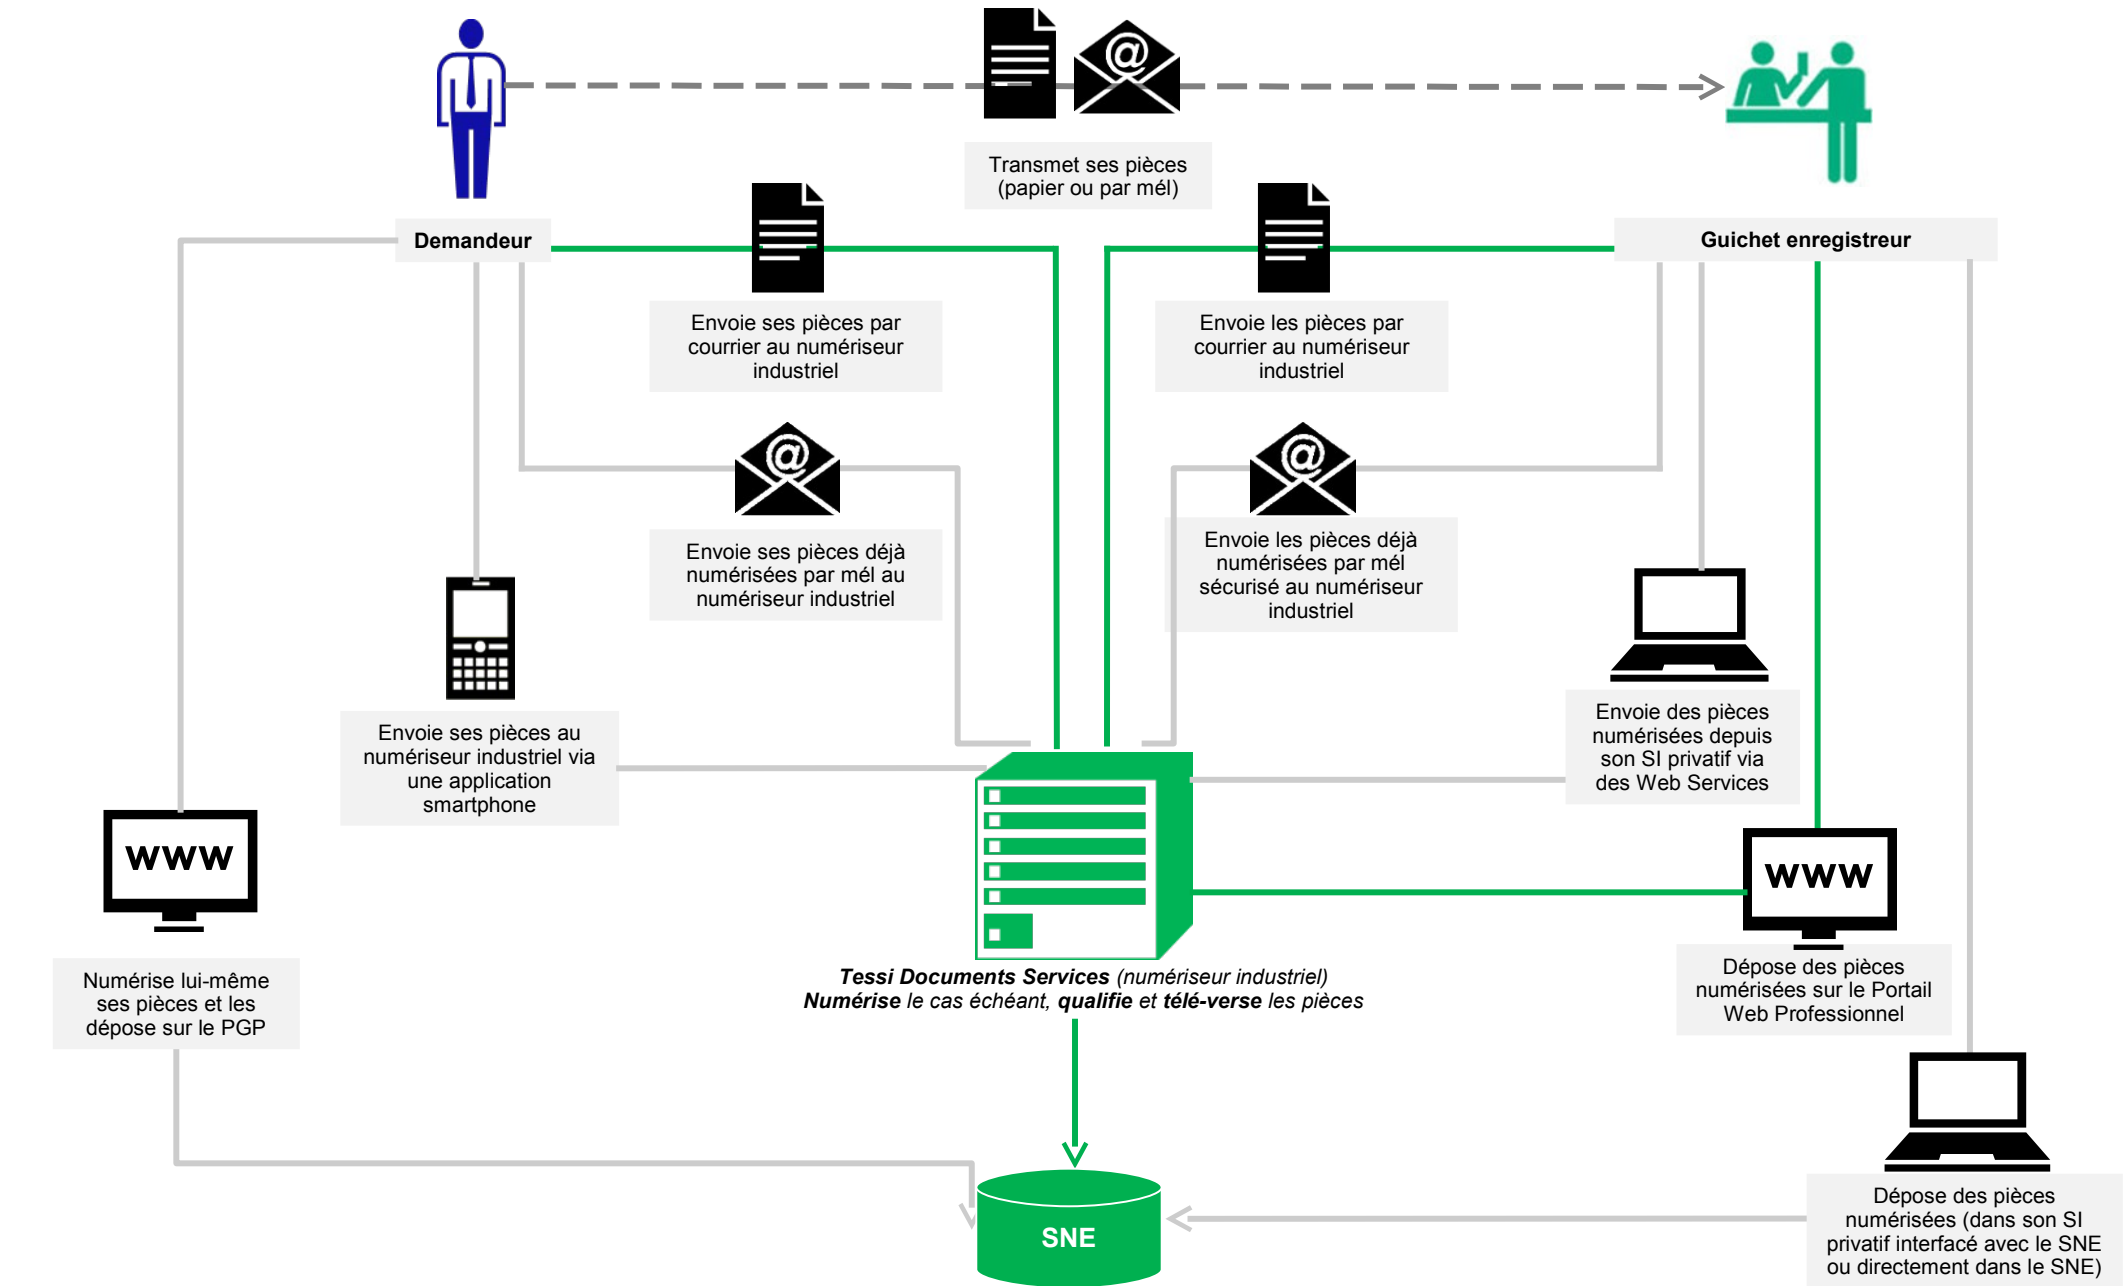 @
Transmet ses pièces
(papier ou par mél)
Demandeur
Guichet enregistreur
Envoie ses pièces par
courrier au numériseur
industriel
Envoie les pièces par
courrier au numériseur
industriel
@
@
Envoie ses pièces déjà
numérisées par mél au
numériseur industriel
Envoie les pièces déjà
numérisées par mél
sécurisé au numériseur
industriel
Envoie ses pièces au
numériseur industriel via
une application
smartphone
Envoie des pièces
numérisées depuis
son SI privatif via
des Web Services
www
www
Numérise lui-même
ses pièces et les
dépose sur le PGP
Tessi Documents Services (numériseur industriel)
Numérise le cas échéant, qualifie et télé-verse les pièces
Dépose des pièces
numérisées sur le Portail
Web Professionnel
SNE
Dépose des pièces
numérisées (dans son SI
privatif interfacé avec le SNE
ou directement dans le SNE)